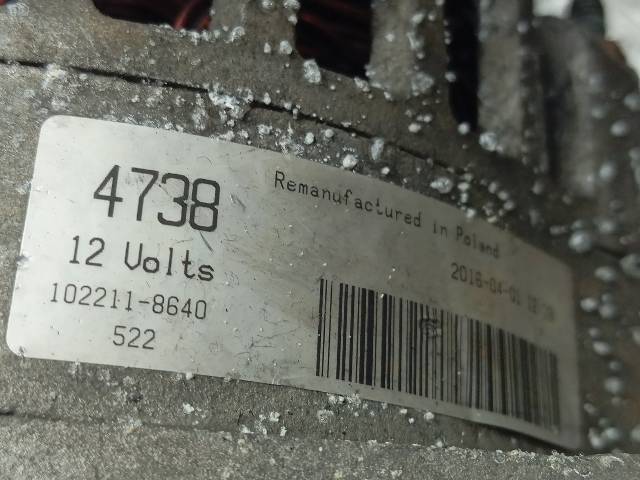 4738
Remanufactured in Poland
12 Volts
2016-04-01
102211-8640
522